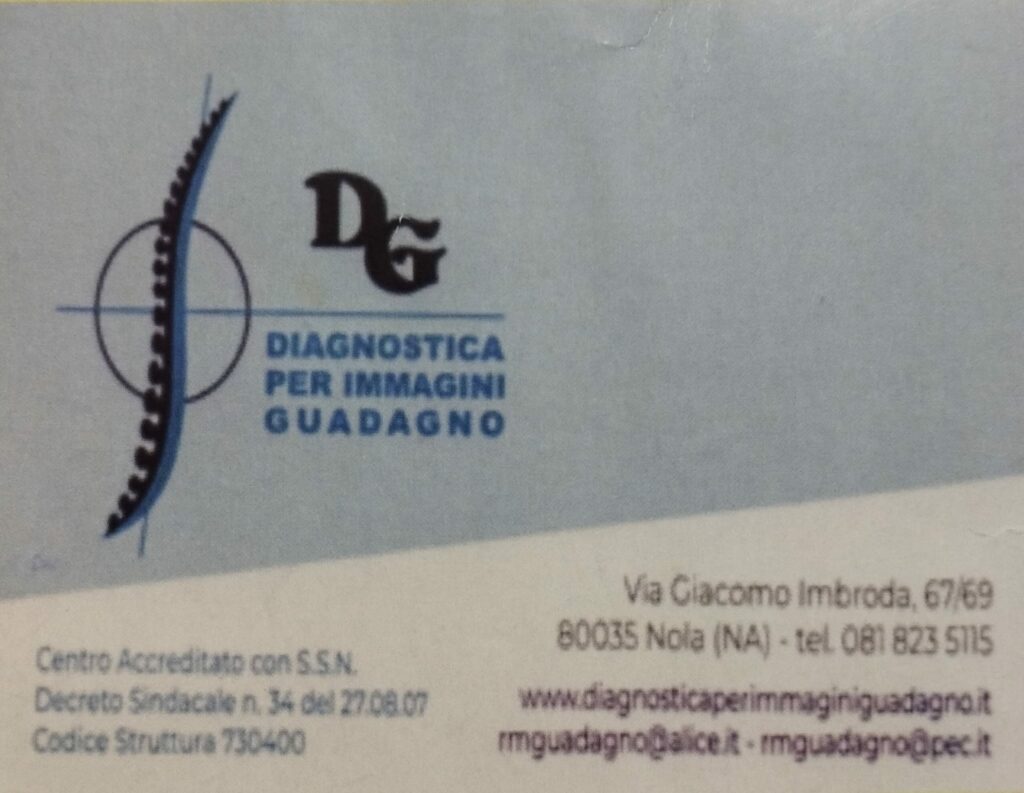 DG
DIAGNOSTICA
PER IMMAGINI
GUADAGNO
Via Giacomo Imbroda, 67/69
80035 Nola (NA) - tel. 081 823 5115
www.diagnosticaperimmaginiguadagno.it
rmguadagno@alice.it - rmguadagno@pec.it
Centro Accreditato con S.S.N.
Decreto Sindacale n. 34 del 27.08.07
Codice Struttura 730400